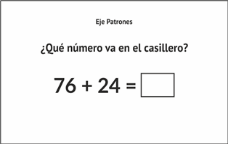 Eje Patrones
¿Qué número va en el casillero?
76 + 24 =